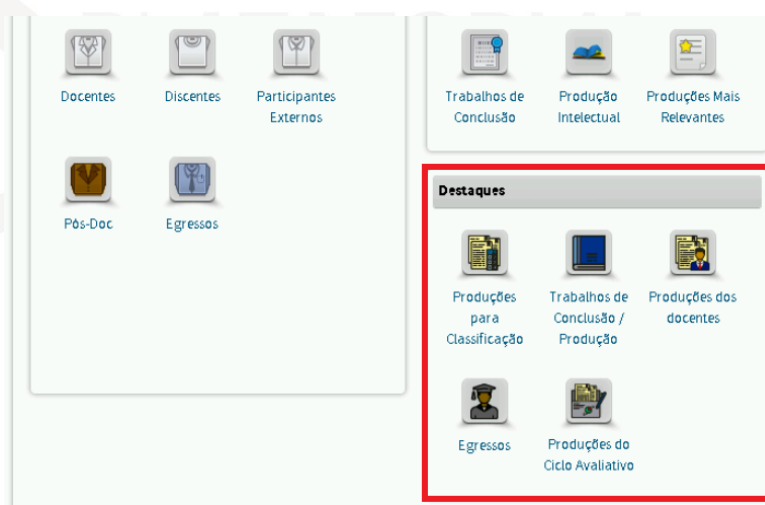 Docentes
Discentes
Participantes
Externos
Pós-Doc
Egressos
Trabalhos de
Conclusão
Produção
Intelectual
Produções Mais
Relevantes
Destaques
Produções
para
Classificação
Trabalhos de
Conclusão /
Produção
Produções dos
docentes
Egressos
Produções do
Ciclo Avaliativo